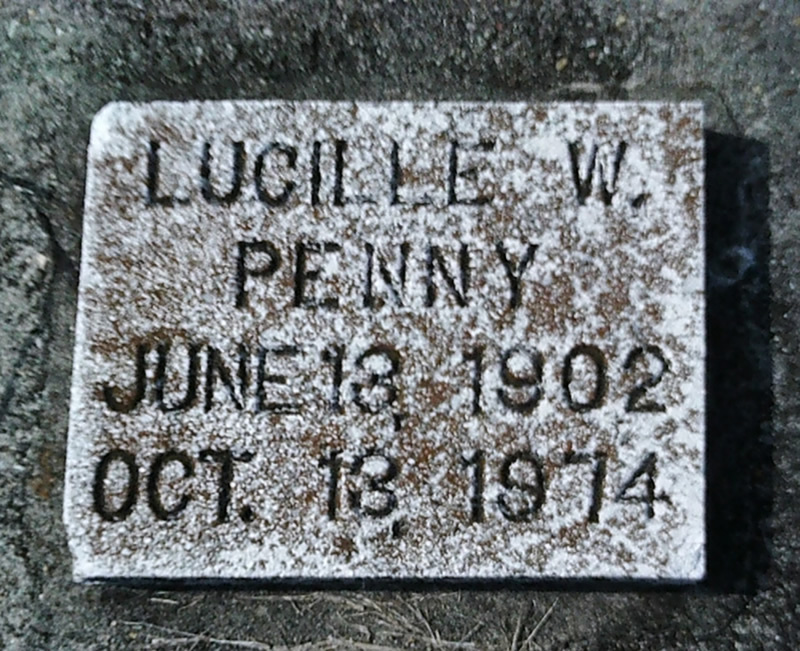 LUCILLE W.
PENNY
JUNE 13, 1902
OCT. 13, 1974